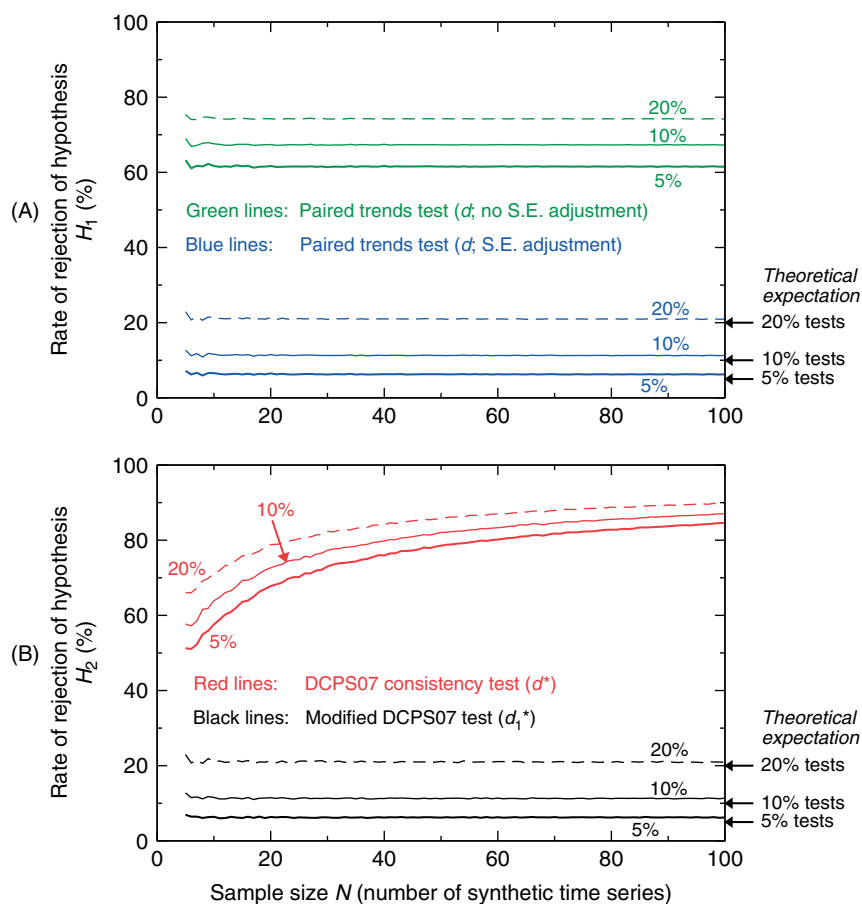 100
80
60
40
20
0
Rate of rejection of hypothesis
H1 (%)
(A)
20%
10%
5%
Green lines: Paired trends test (d; no S.E. adjustment)
Blue lines: Paired trends test (d; S.E. adjustment)
20%
10%
5%
Theoretical
expectation
20% tests
10% tests
5% tests
0 20 40 60 80 100
100
80
60
40
20
0
Rate of rejection of hypothesis
H2 (%)
(B)
10%
20%
5%
Red lines: DCPS07 consistency test (d*)
Black lines: Modified DCPS07 test (d1*)
20%
10%
5%
Theoretical
expectation
20% tests
10% tests
5% tests
0 20 40 60 80 100
Sample size N (number of synthetic time series)